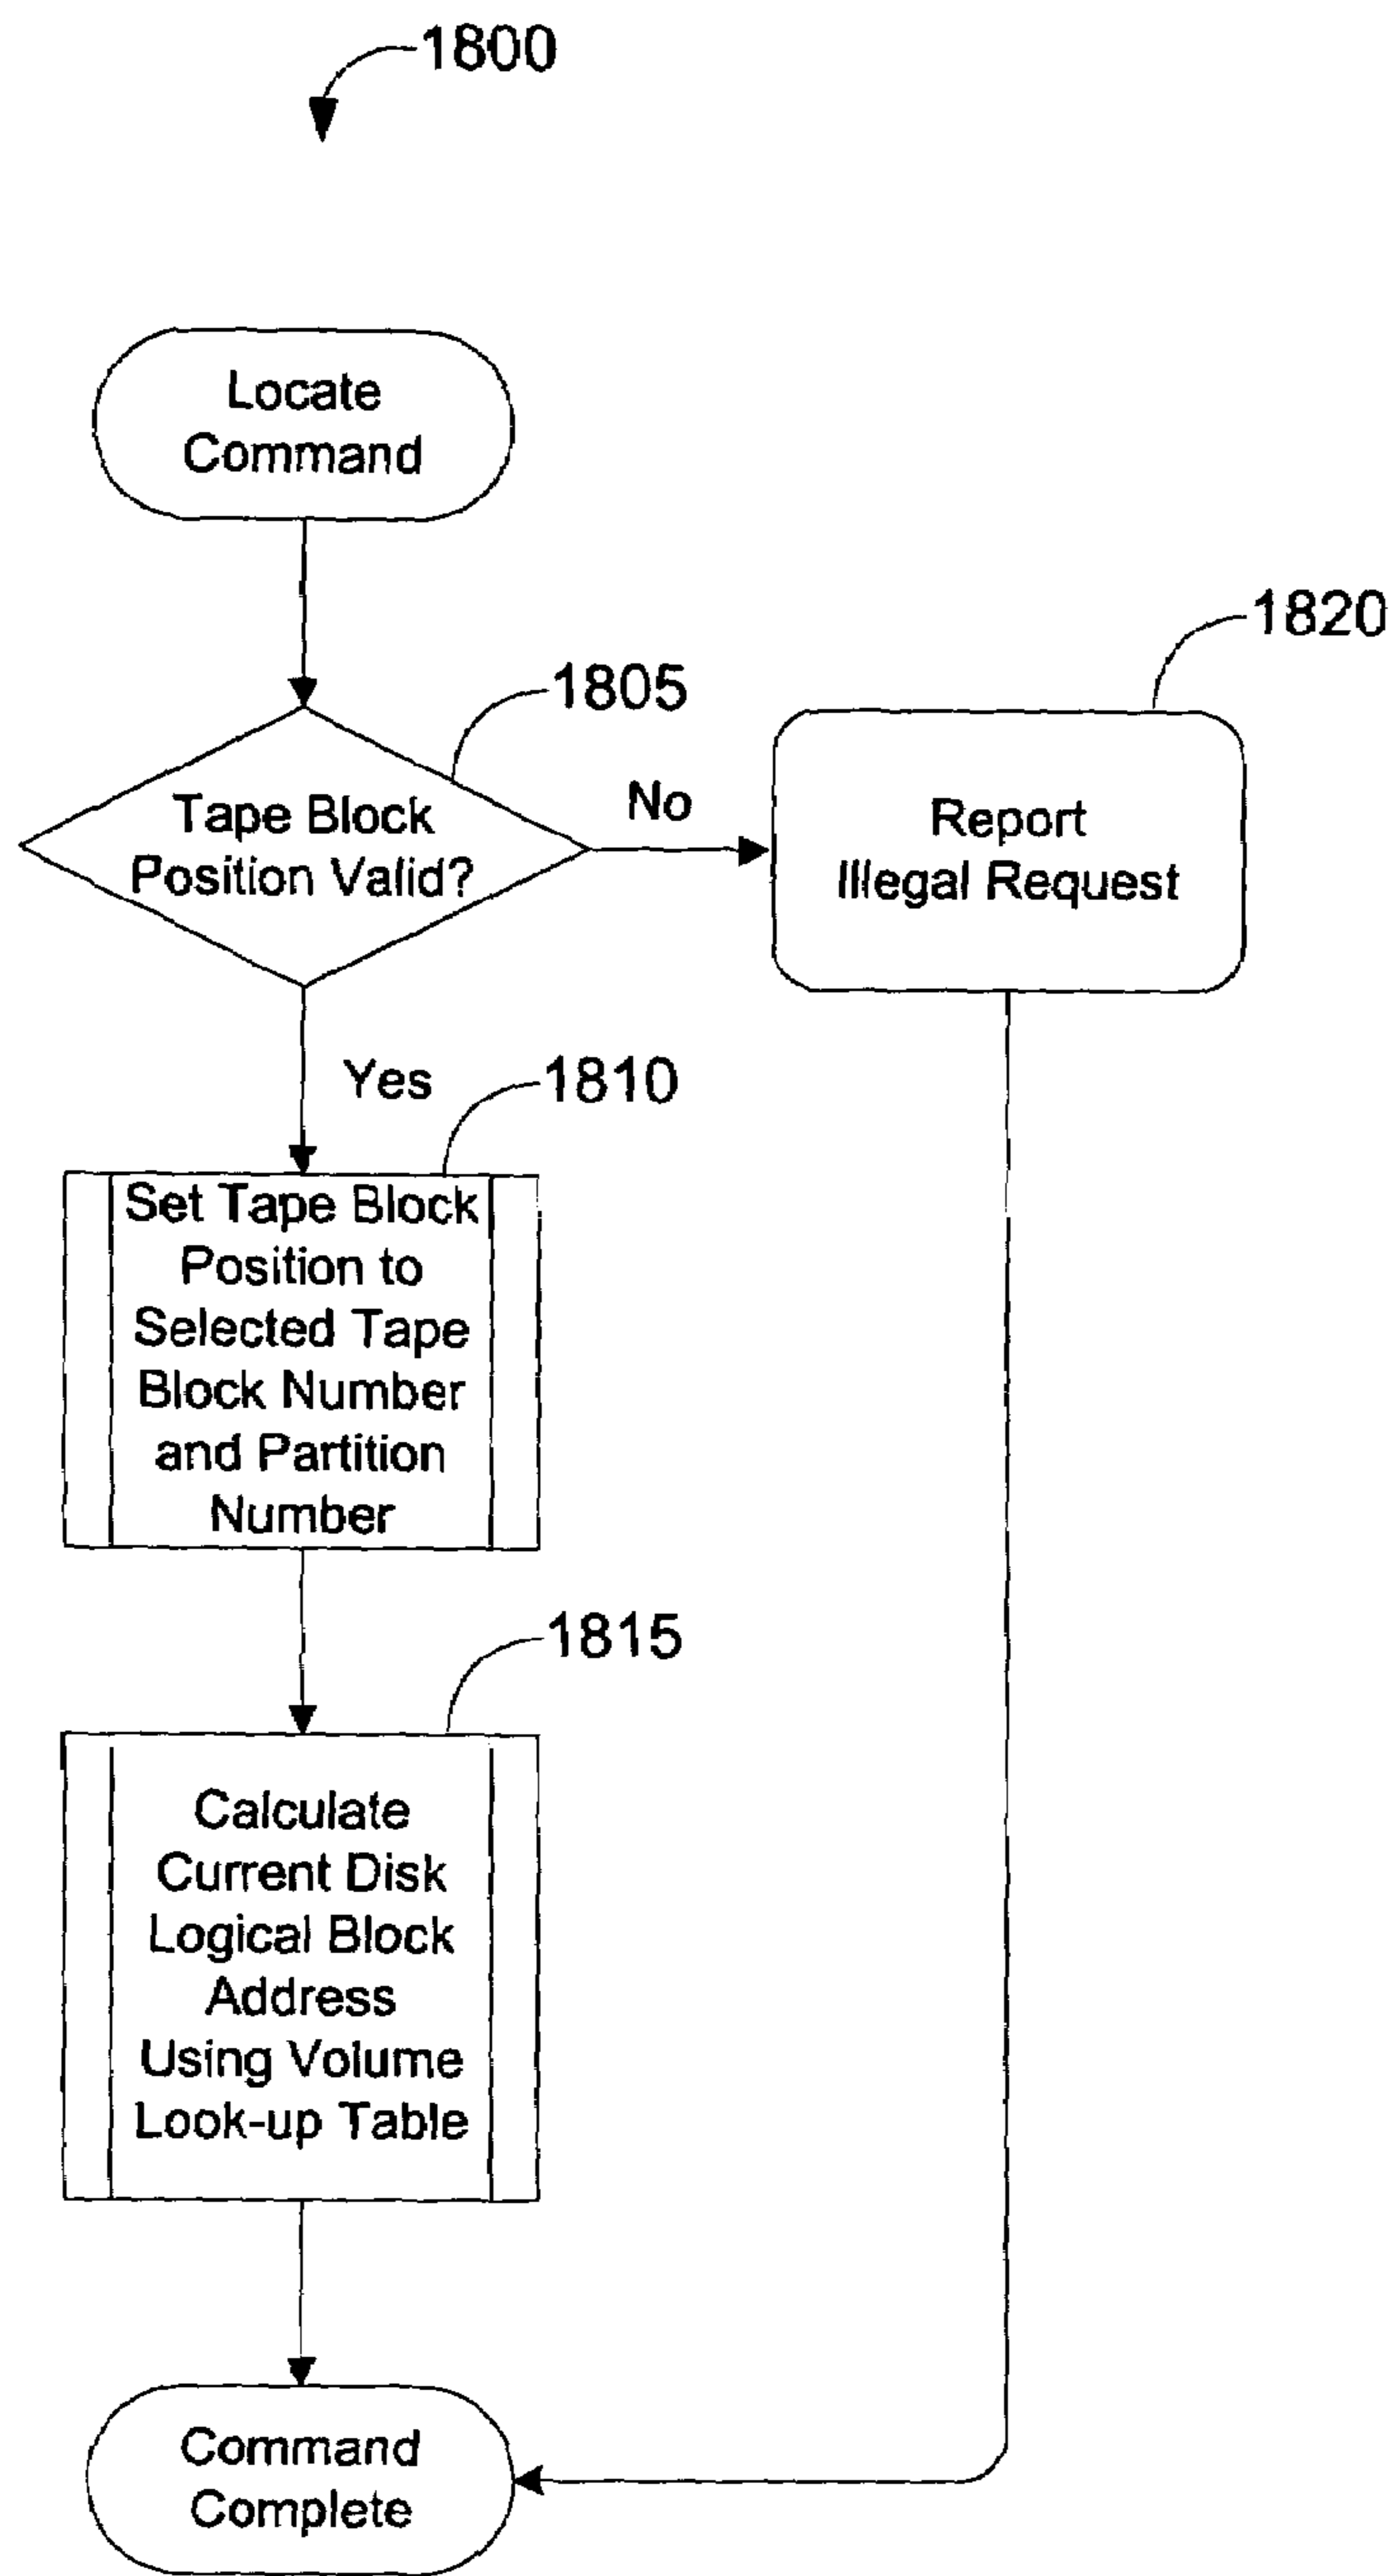 1800
Locate
Command
1805
Tape Block
Position Valid?
No
1820
Report
Illegal Request
Yes
1810
Set Tape Block
Position to
Selected Tape
Block Number
and Partition
Number
1815
Calculate
Current Disk
Logical Block
Address
Using Volume
Look-up Table
Command
Complete